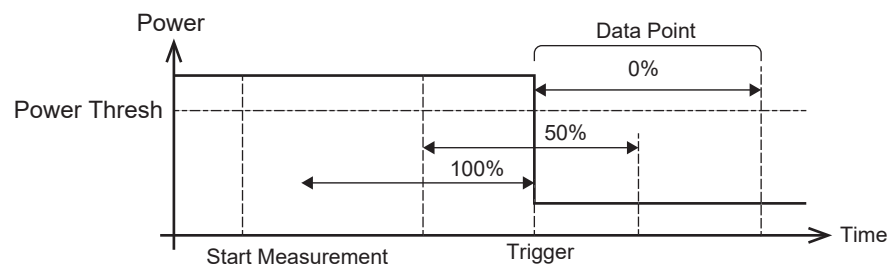 Power
Data Point
0%
Power Thresh
50%
100%
Time
Start Measurement
Trigger